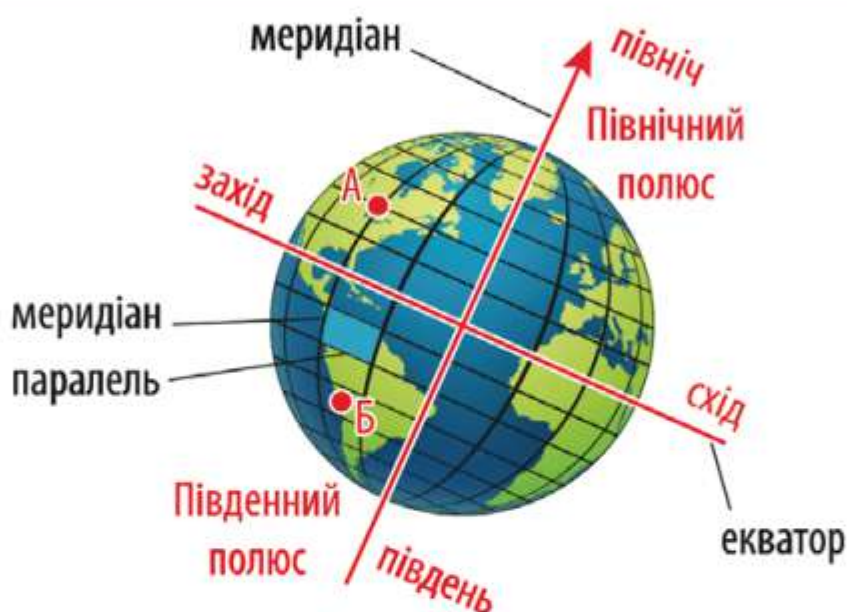 меридіан
північ
Північний
полюс
захід
А
меридіан
паралель
Б
схід
Південний
полюс
південь
екватор